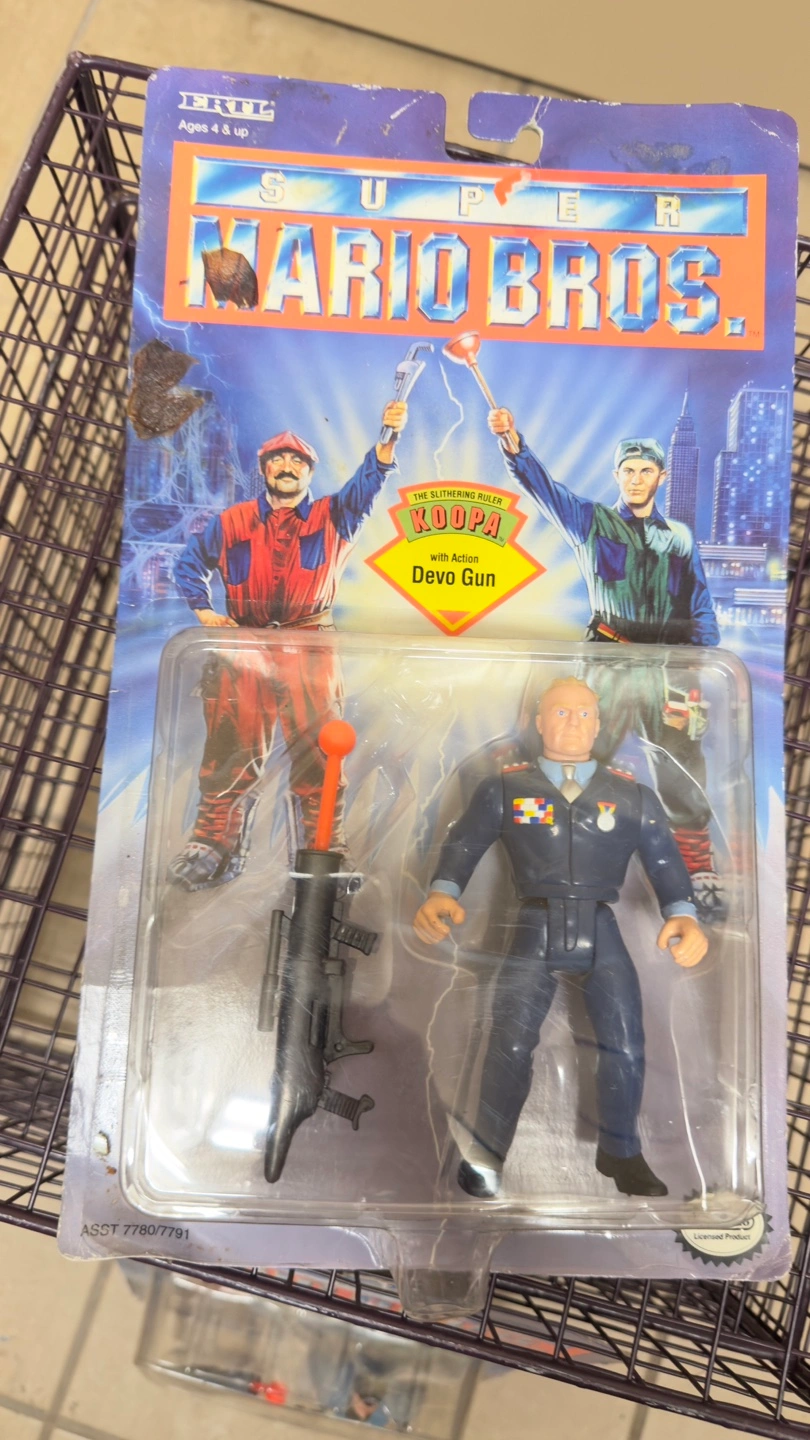 ERTL
Ages 4 & up
SUPER
MARIO BROS.
TM
THE SLITHERING RULER
KOOPA
with Action
Devo Gun
ASST 7780/7791
Licensed Product